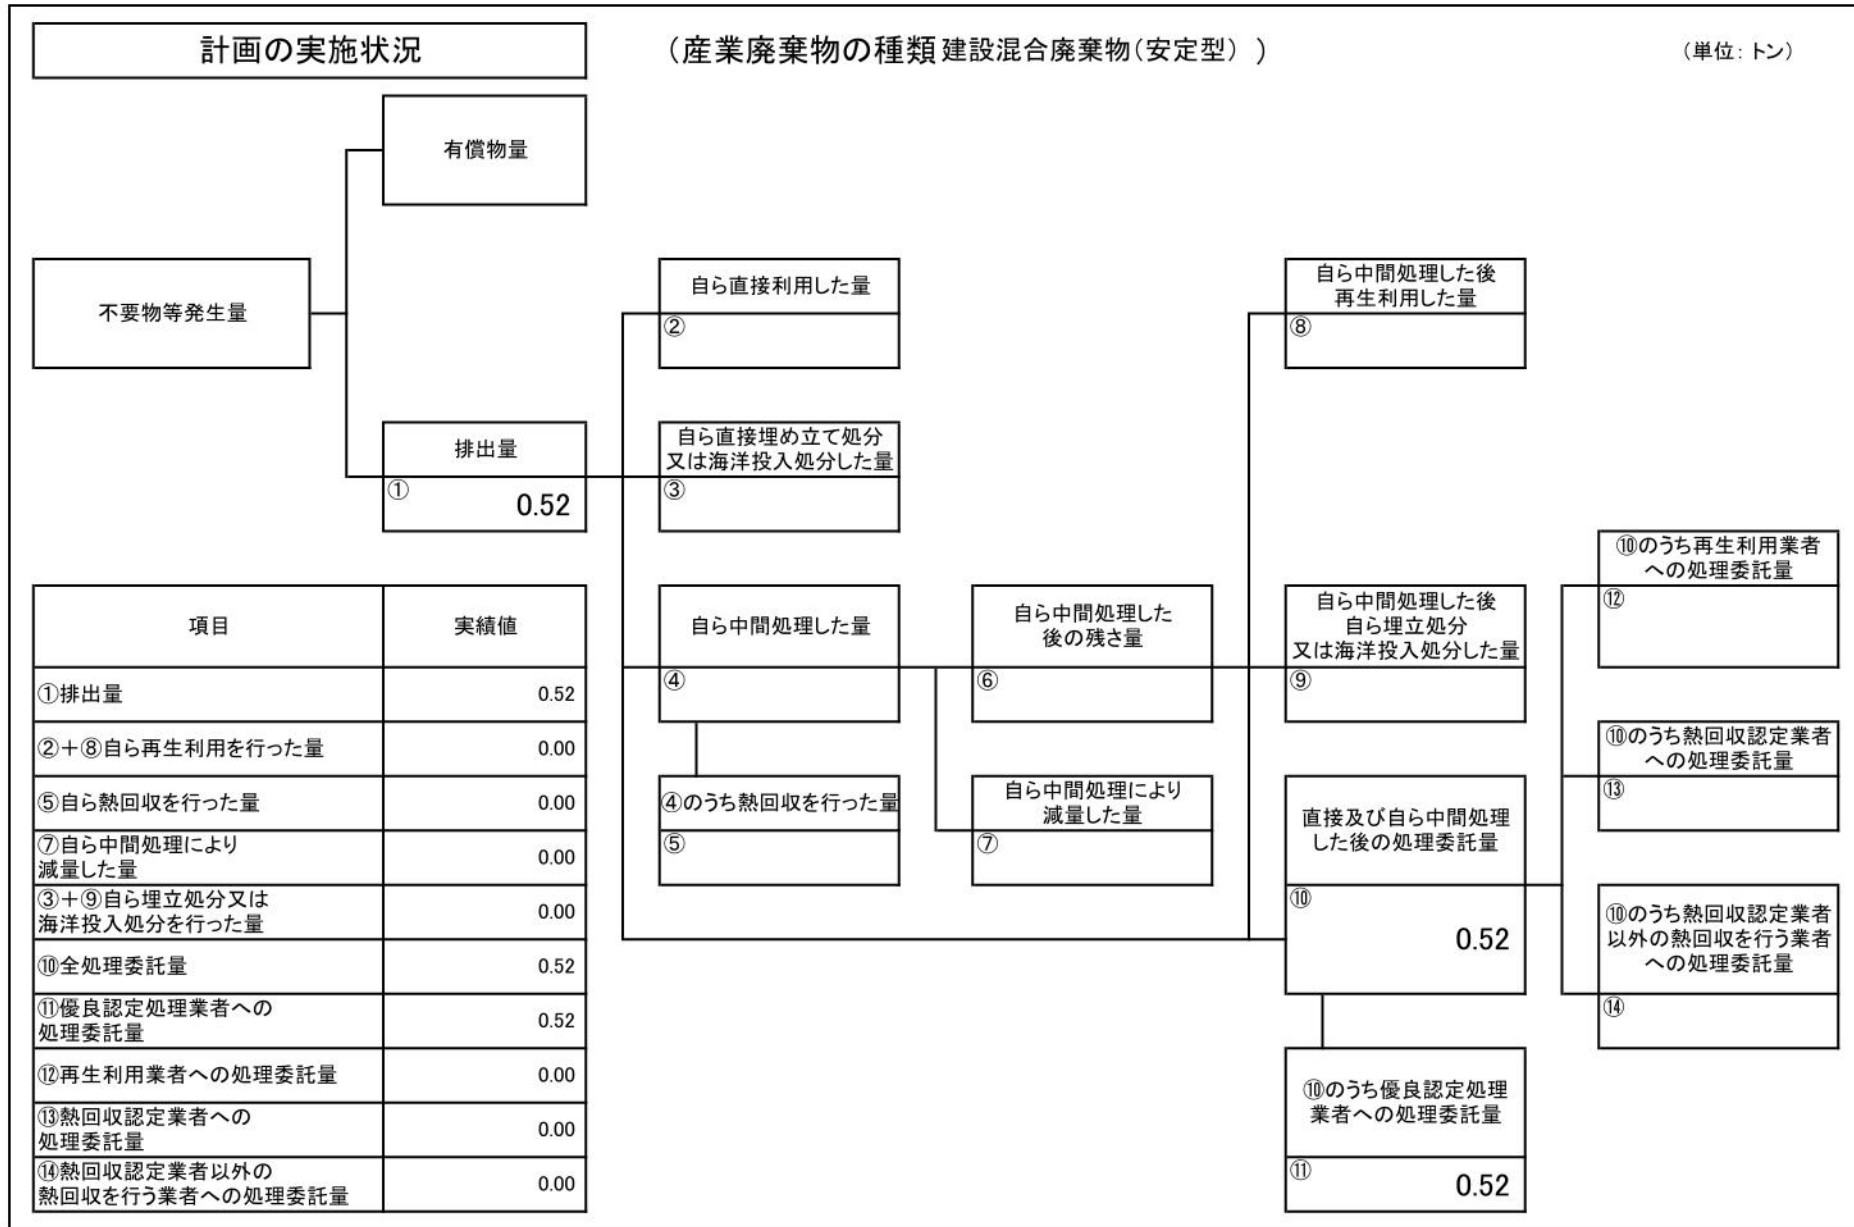 計画の実施状況
（産業廃棄物の種類 建設混合廃棄物（安定型） ）
（単位：トン）
有償物量
不要物等発生量
自ら直接利用した量
②
自ら中間処理した後
再生利用した量
⑧
排出量
①
0.52
自ら直接埋め立て処分
又は海洋投入処分した量
③
⑩のうち再生利用業者
への処理委託量
⑫
自ら中間処理した量
④
自ら中間処理した
後の残さ量
⑥
自ら中間処理した後
自ら埋立処分
又は海洋投入処分した量
⑨
⑩のうち熱回収認定業者
への処理委託量
⑬
④のうち熱回収を行った量
⑤
自ら中間処理により
減量した量
⑦
直接及び自ら中間処理
した後の処理委託量
⑩
0.52
⑩のうち熱回収認定業者
以外の熱回収を行う業者
への処理委託量
⑭
⑩のうち優良認定処理
業者への処理委託量
⑪
0.52
項目 実績値
①排出量 0.52
②＋⑧自ら再生利用を行った量 0.00
⑤自ら熱回収を行った量 0.00
⑦自ら中間処理により
減量した量 0.00
③＋⑨自ら埋立処分又は
海洋投入処分を行った量 0.00
⑩全処理委託量 0.52
⑪優良認定処理業者への
処理委託量 0.52
⑫再生利用業者への処理委託量 0.00
⑬熱回収認定業者への
処理委託量 0.00
⑭熱回収認定業者以外の
熱回収を行う業者への処理委託量 0.00